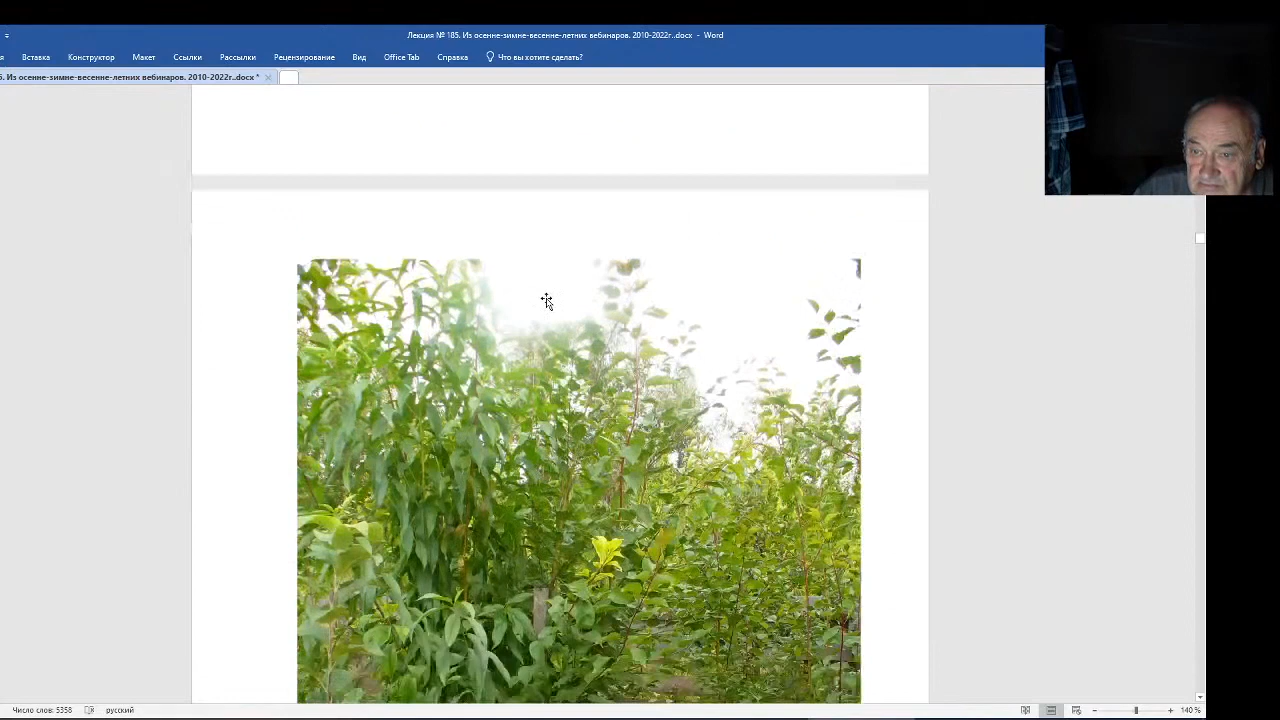 Лекция № 185. Из осенне-зимне-весенне-летних вебинаров. 2010-2022г..docx - Word
я Вставка Конструктор Макет Ссылки Рассылки Рецензирование Вид Office Tab Справка Что вы хотите сделать?
5. Из осенне-зимне-весенне-летних вебинаров. 2010-2022г..docx *
Число слов: 5358 русский 140 %